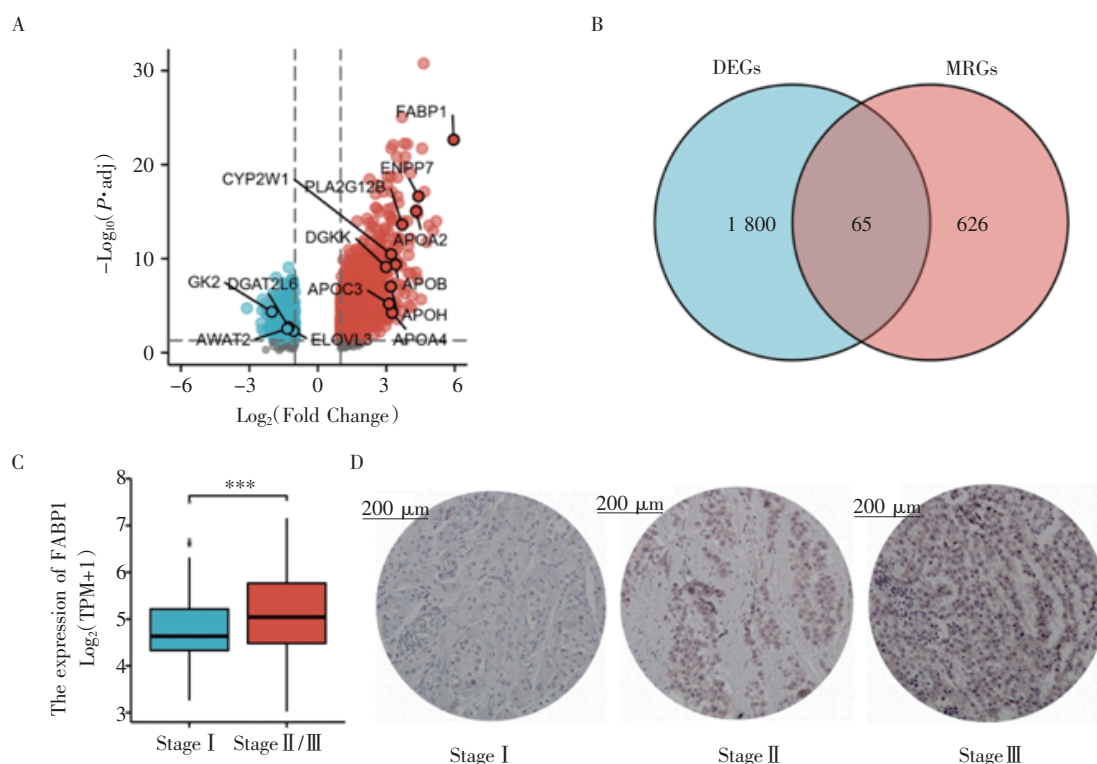 A
B
30
20
10
0
−6
−3
0
3
6
−Log₁₀(P·adj)
Log₂(Fold Change)
FABP1
ENPP7
CYP2W1
PLA2G12B
APOA2
DGKK
APOB
APOC3
APOH
APOA4
GK2
DGAT2L6
AWAT2
ELOVL3
DEGs
MRGs
1 800
65
626
C
D
The expression of FABP1
Log₂(TPM+1)
8
7
6
5
4
3
***
Stage Ⅰ
Stage Ⅱ/Ⅲ
200 μm
200 μm
200 μm
Stage Ⅰ
Stage Ⅱ
Stage Ⅲ